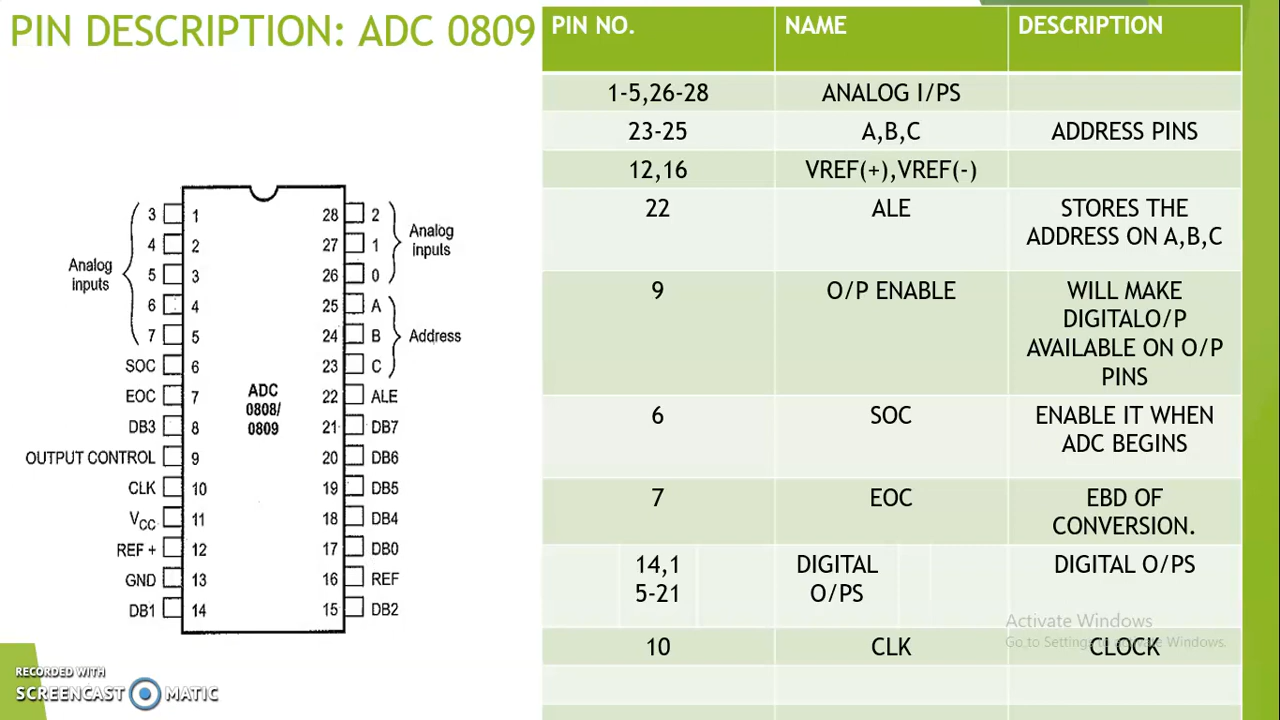 PIN DESCRIPTION: ADC 0809
PIN NO. NAME DESCRIPTION
1-5,26-28 ANALOG I/PS
23-25 A,B,C ADDRESS PINS
12,16 VREF(+),VREF(-)
22 ALE STORES THE
ADDRESS ON A,B,C
9 O/P ENABLE WILL MAKE
DIGITALO/P
AVAILABLE ON O/P
PINS
6 SOC ENABLE IT WHEN
ADC BEGINS
7 EOC EBD OF
CONVERSION.
14,1 DIGITAL DIGITAL O/PS
5-21 O/PS
10 CLK CLOCK
Analog
inputs
3 1 28 2
4 2 27 1
5 3 26 0
6 4 25 A
7 5 24 B
SOC 6 23 C
EOC 7 22 ALE
DB3 8 21 DB7
OUTPUT CONTROL 9 20 DB6
CLK 10 19 DB5
VCC 11 18 DB4
REF + 12 17 DB0
GND 13 16 REF
DB1 14 15 DB2
Analog
inputs
Address
ADC
0808/
0809
Activate Windows
Go to Settings to activate Windows.
RECORDED WITH
SCREENCAST MATIC